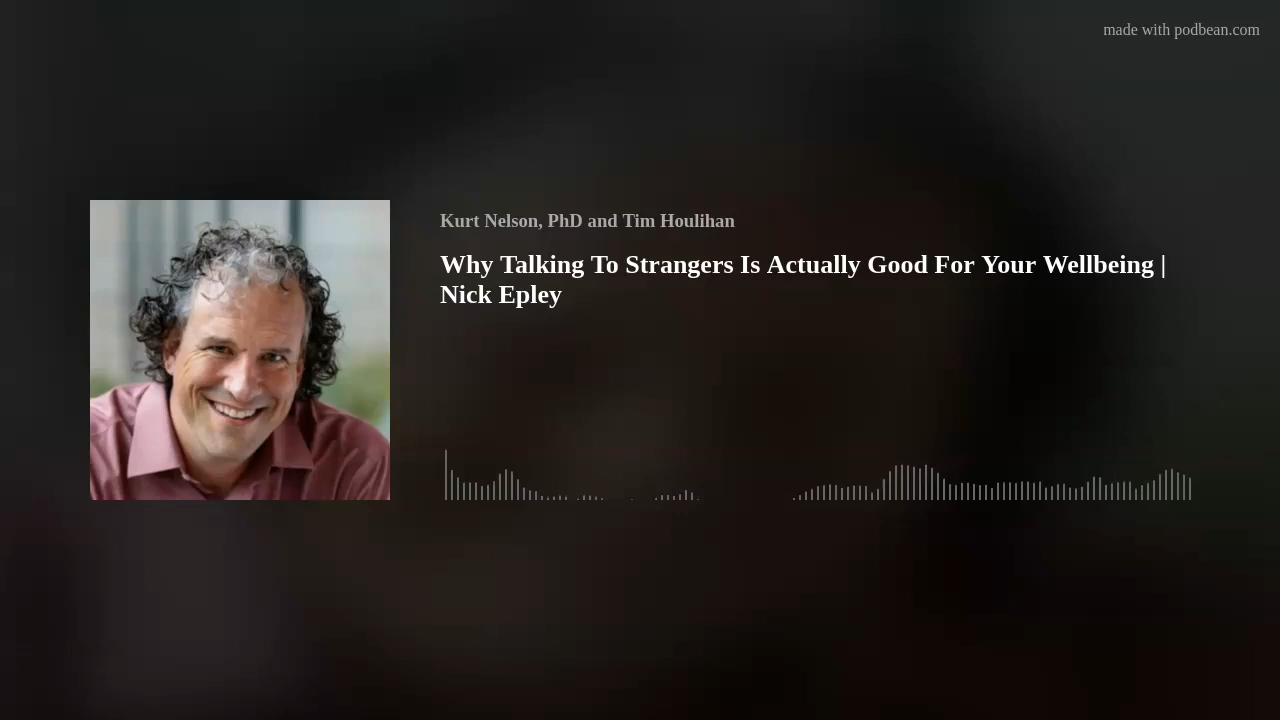 made with podbean.com
Kurt Nelson, PhD and Tim Houlihan
Why Talking To Strangers Is Actually Good For Your Wellbeing |
Nick Epley